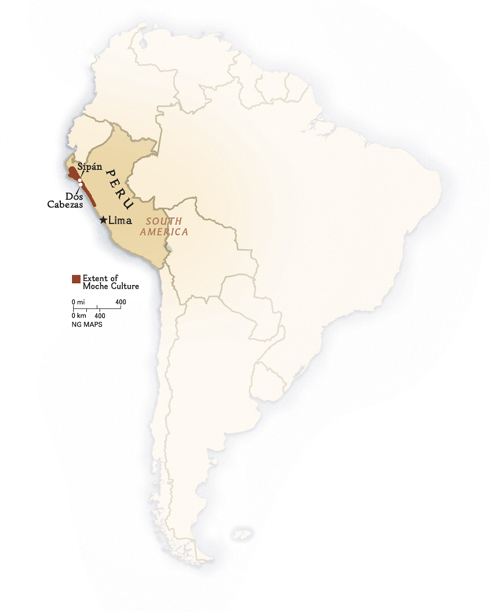 Sipán
PERU
Dos
Cabezas
Lima
SOUTH
AMERICA
Extent of
Moche Culture
0 mi 400
0 km 400
NG MAPS